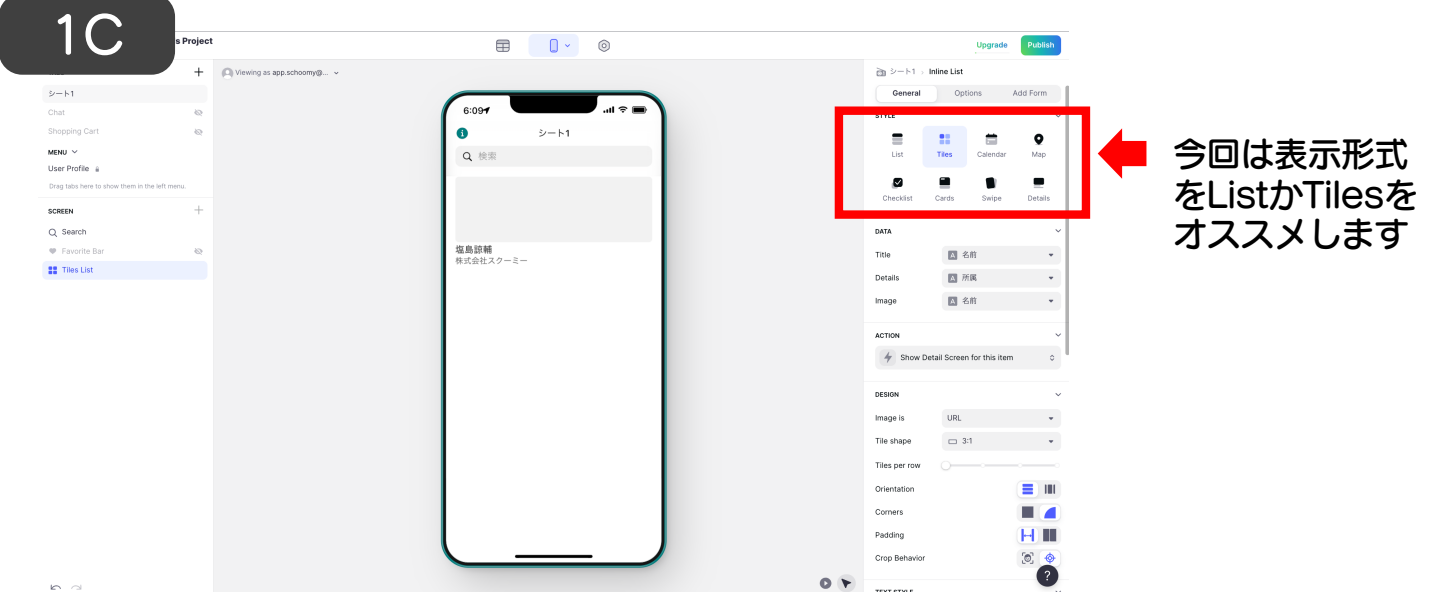 1C
s Project
Upgrade
Publish
Viewing as app.schoomy@...
シート1
Chat
Shopping Cart
MENU
User Profile
Drag tabs here to show them in the left menu.
SCREEN
Search
Favorite Bar
Tiles List
6:09
シート1
検索
塩島諒輔
株式会社スクーミー
シート1 › Inline List
General Options Add Form
STYLE
List Tiles Calendar Map
Checklist Cards Swipe Details
DATA
Title A 名前
Details A 所属
Image A 名前
ACTION
Show Detail Screen for this item
DESIGN
Image is URL
Tile shape 3:1
Tiles per row
Orientation
Corners
Padding
Crop Behavior
?
TEXT STYLE
今回は表示形式
をListかTilesを
オススメします